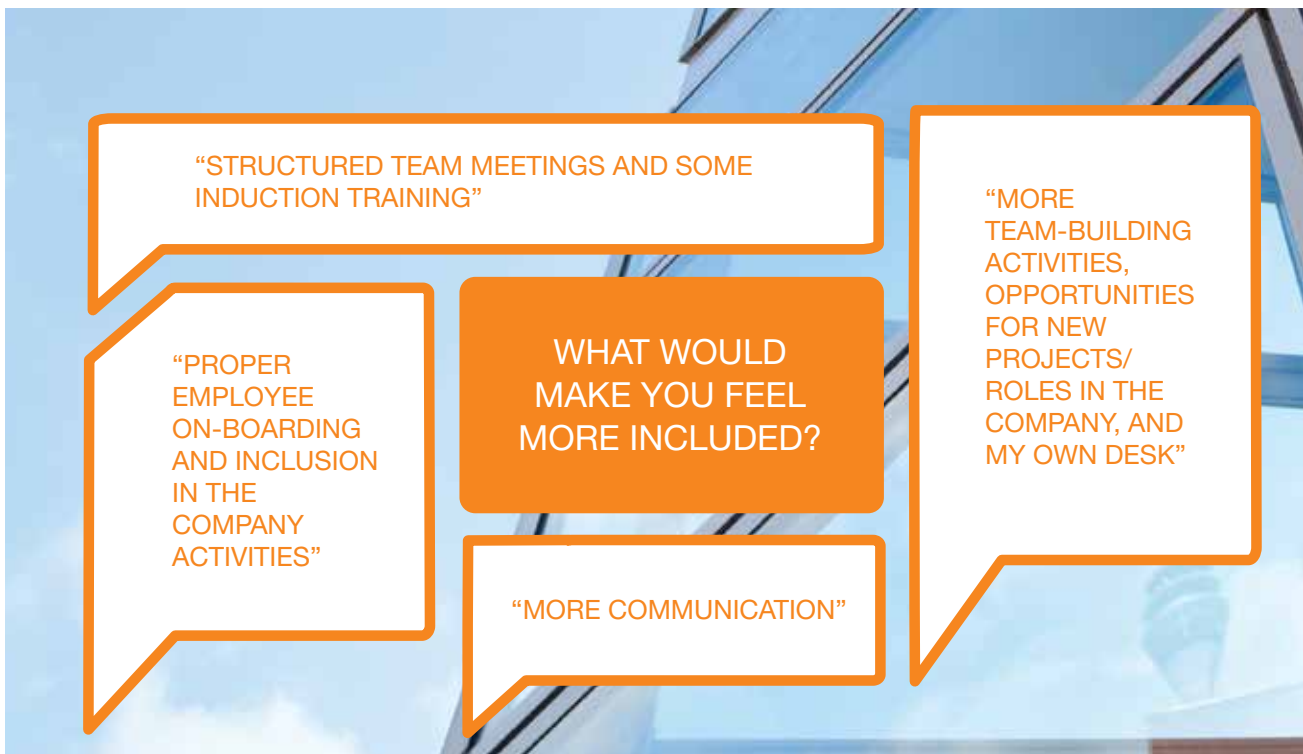 “STRUCTURED TEAM MEETINGS AND SOME
INDUCTION TRAINING”
“PROPER
EMPLOYEE
ON-BOARDING
AND INCLUSION
IN THE
COMPANY
ACTIVITIES”
WHAT WOULD
MAKE YOU FEEL
MORE INCLUDED?
“MORE COMMUNICATION”
“MORE
TEAM-BUILDING
ACTIVITIES,
OPPORTUNITIES
FOR NEW
PROJECTS/
ROLES IN THE
COMPANY, AND
MY OWN DESK”